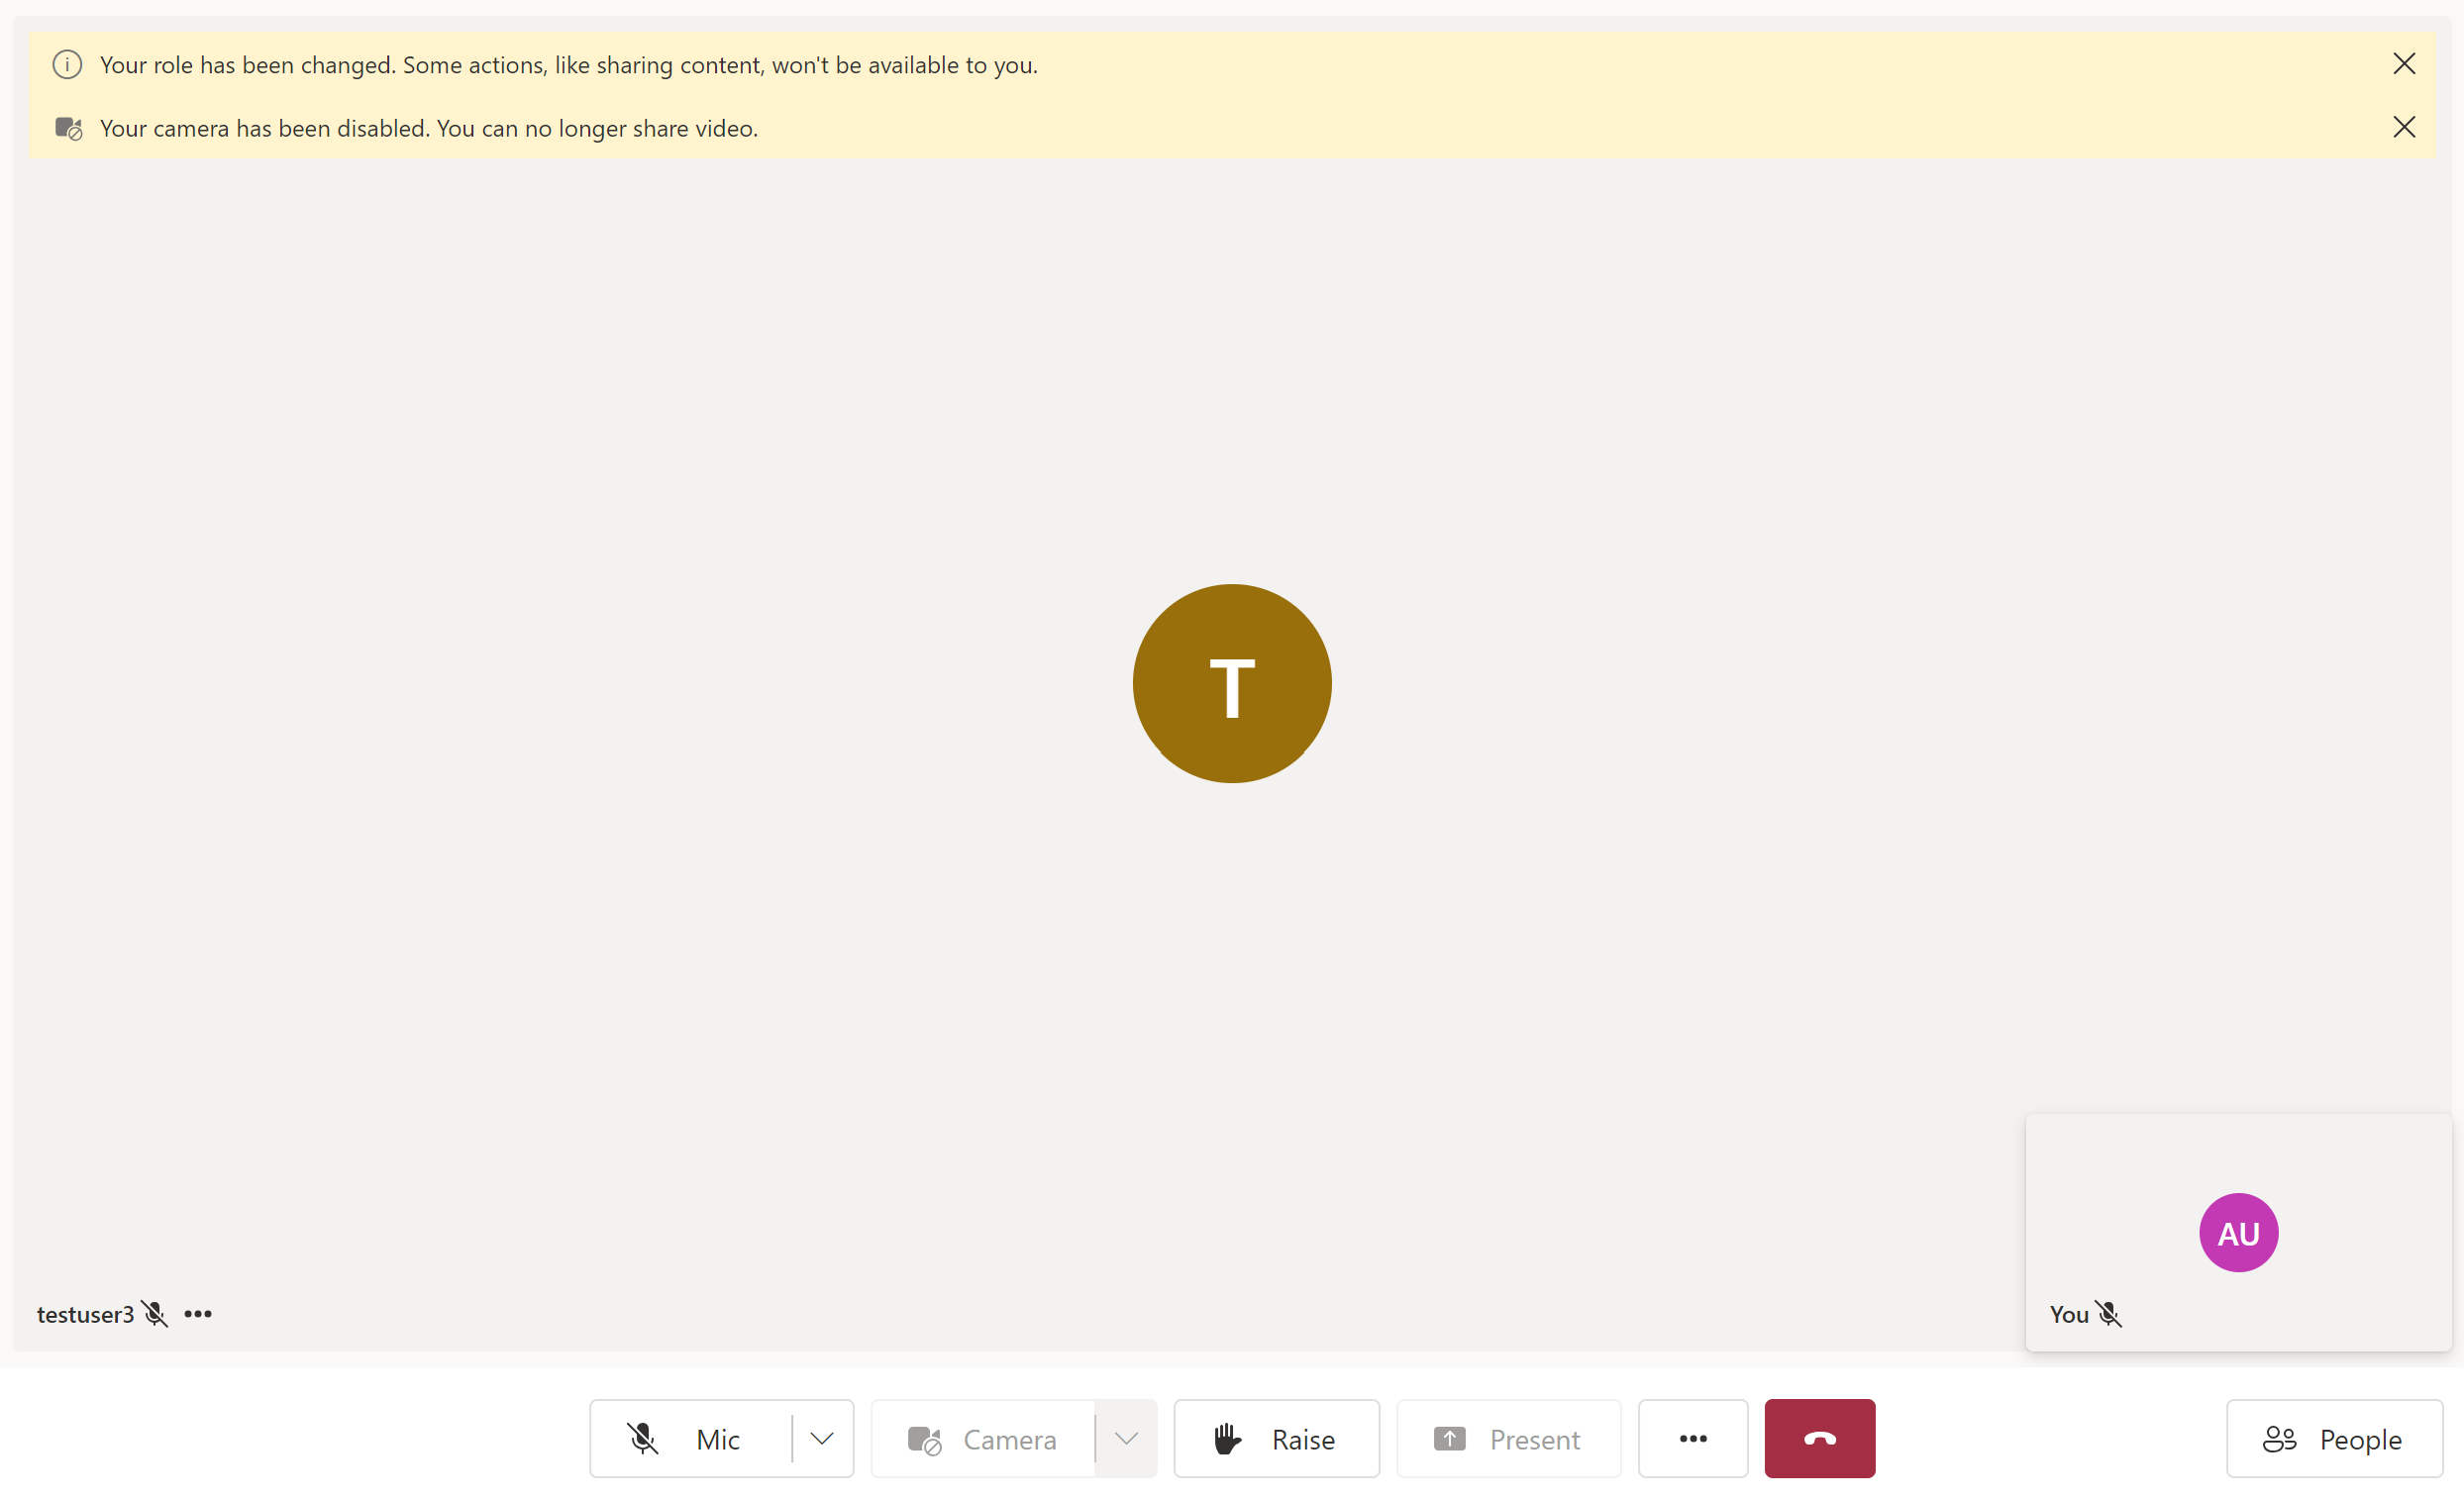 Your role has been changed. Some actions, like sharing content, won't be available to you.
Your camera has been disabled. You can no longer share video.
T
AU
testuser3
You
Mic
Camera
Raise
Present
People